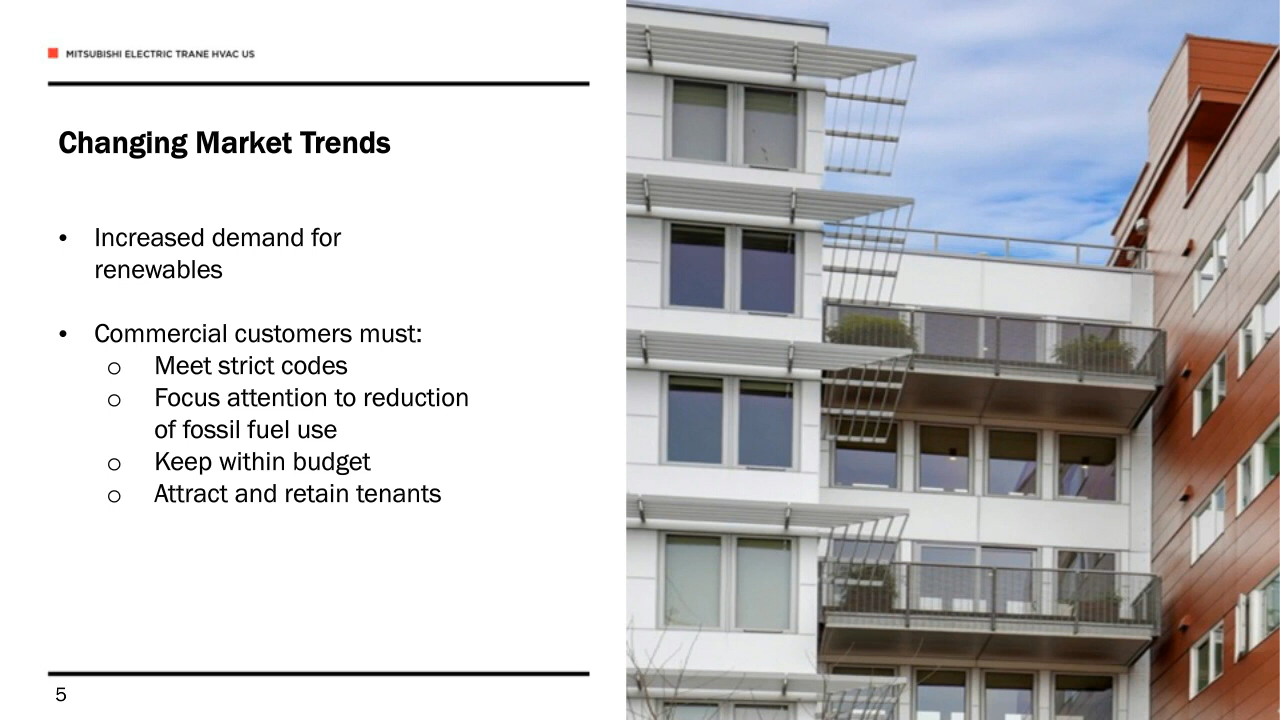 MITSUBISHI ELECTRIC TRANE HVAC US
Changing Market Trends
• Increased demand for
renewables
• Commercial customers must:
o Meet strict codes
o Focus attention to reduction
of fossil fuel use
o Keep within budget
o Attract and retain tenants
5